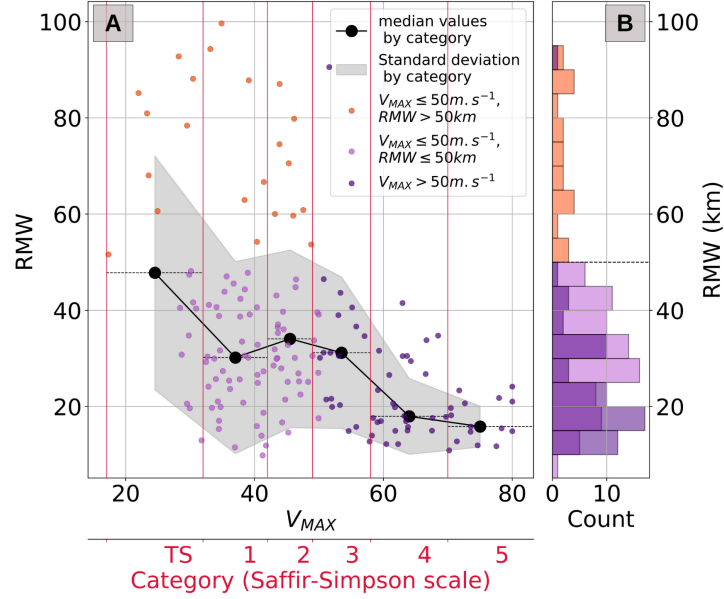 A
B
100
80
60
40
20
RMW
median values
by category
Standard deviation
by category
V_MAX ≤ 50m. s⁻¹,
RMW > 50km
V_MAX ≤ 50m. s⁻¹,
RMW ≤ 50km
V_MAX > 50m. s⁻¹
20 40 60 80
V_MAX
TS 1 2 3 4 5
Category (Saffir-Simpson scale)
100
80
60
40
20
RMW (km)
0 10
Count